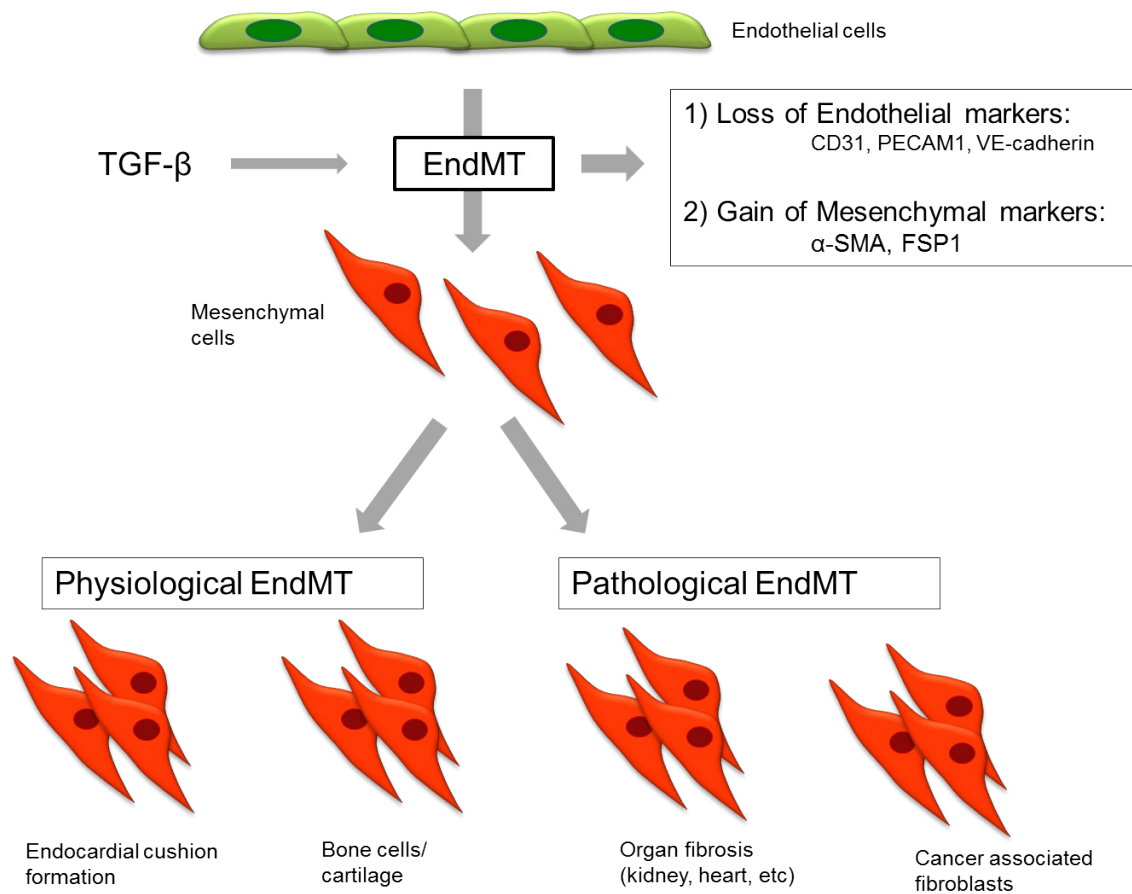 Endothelial cells
1) Loss of Endothelial markers:
CD31, PECAM1, VE-cadherin
TGF-β
EndMT
2) Gain of Mesenchymal markers:
α-SMA, FSP1
Mesenchymal
cells
Physiological EndMT
Pathological EndMT
Endocardial cushion
formation
Bone cells/
cartilage
Organ fibrosis
(kidney, heart, etc)
Cancer associated
fibroblasts